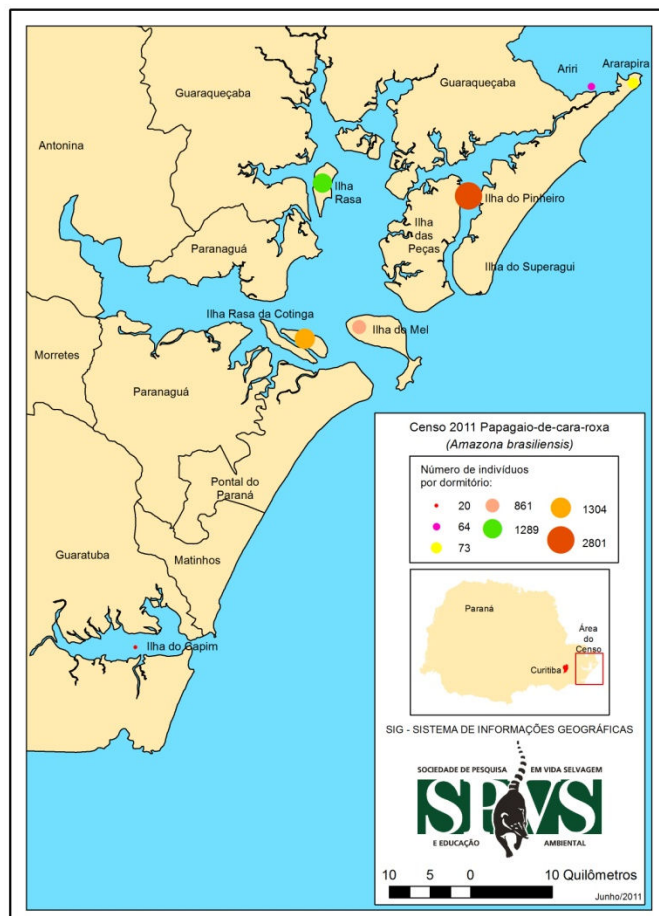 Ariri
Ararapira
Guaraqueçaba
Guaraqueçaba
Antonina
Ilha
Rasa
Ilha do Pinheiro
Ilha
das
Peças
Paranaguá
Ilha do Superagui
Ilha Rasa da Cotinga
Ilha do Mel
Morretes
Paranaguá
Pontal do
Paraná
Guaratuba
Matinhos
Ilha do Capim
Censo 2011 Papagaio-de-cara-roxa
(Amazona brasiliensis)
Número de indivíduos
por dormitório:
20
64
73
861
1289
1304
2801
Paraná
Área
do
Censo
Curitiba
SIG - SISTEMA DE INFORMAÇÕES GEOGRÁFICAS
SOCIEDADE DE PESQUISA EM VIDA SELVAGEM
SPVS
E EDUCAÇÃO AMBIENTAL
10 5 0 10 Quilômetros
Junho/2011